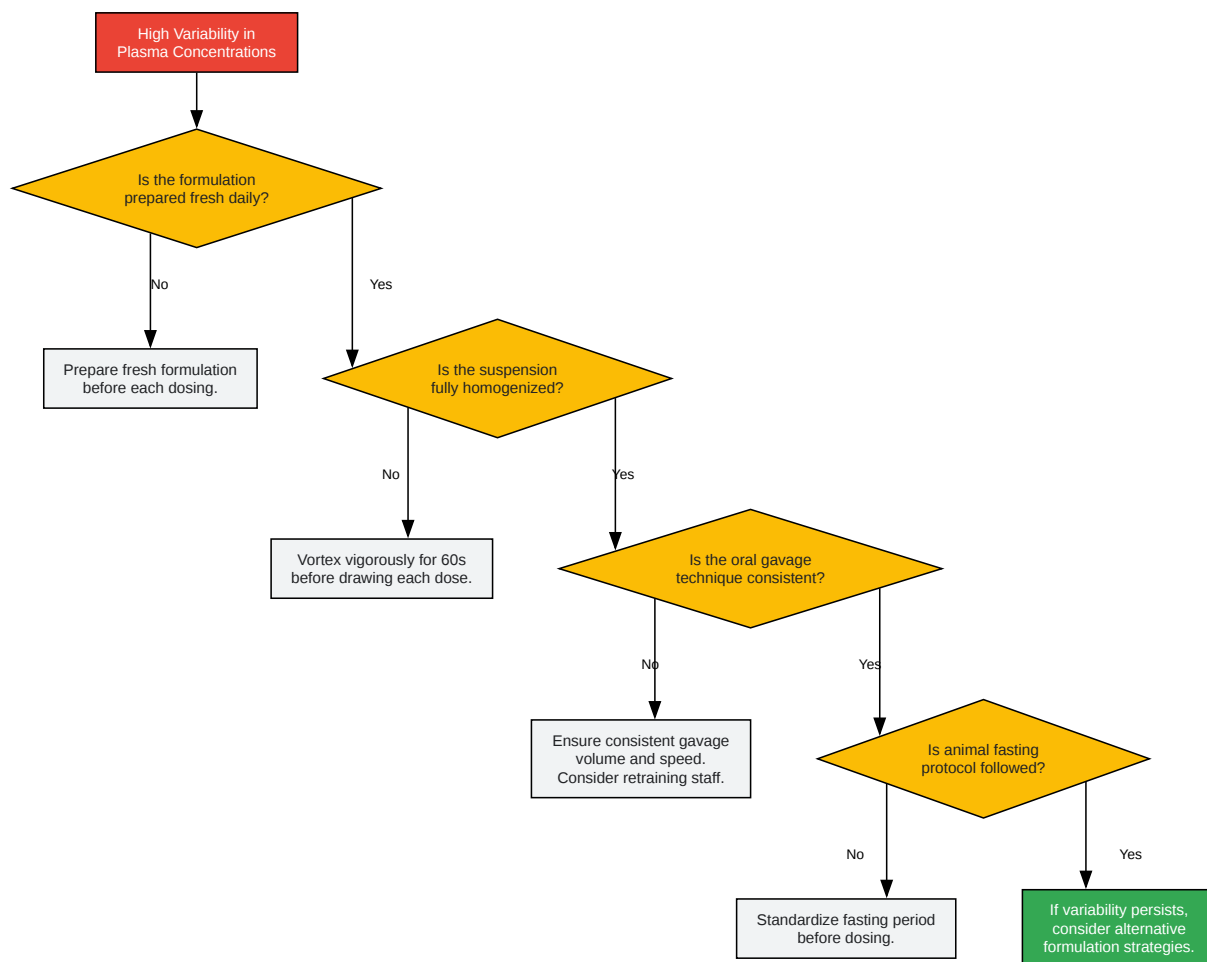 High Variability in
Plasma Concentrations
Is the formulation
prepared fresh daily?
No
Yes
Prepare fresh formulation
before each dosing.
Is the suspension
fully homogenized?
No
Yes
Vortex vigorously for 60s
before drawing each dose.
Is the oral gavage
technique consistent?
No
Yes
Ensure consistent gavage
volume and speed.
Consider retraining staff.
Is animal fasting
protocol followed?
No
Yes
Standardize fasting period
before dosing.
If variability persists,
consider alternative
formulation strategies.